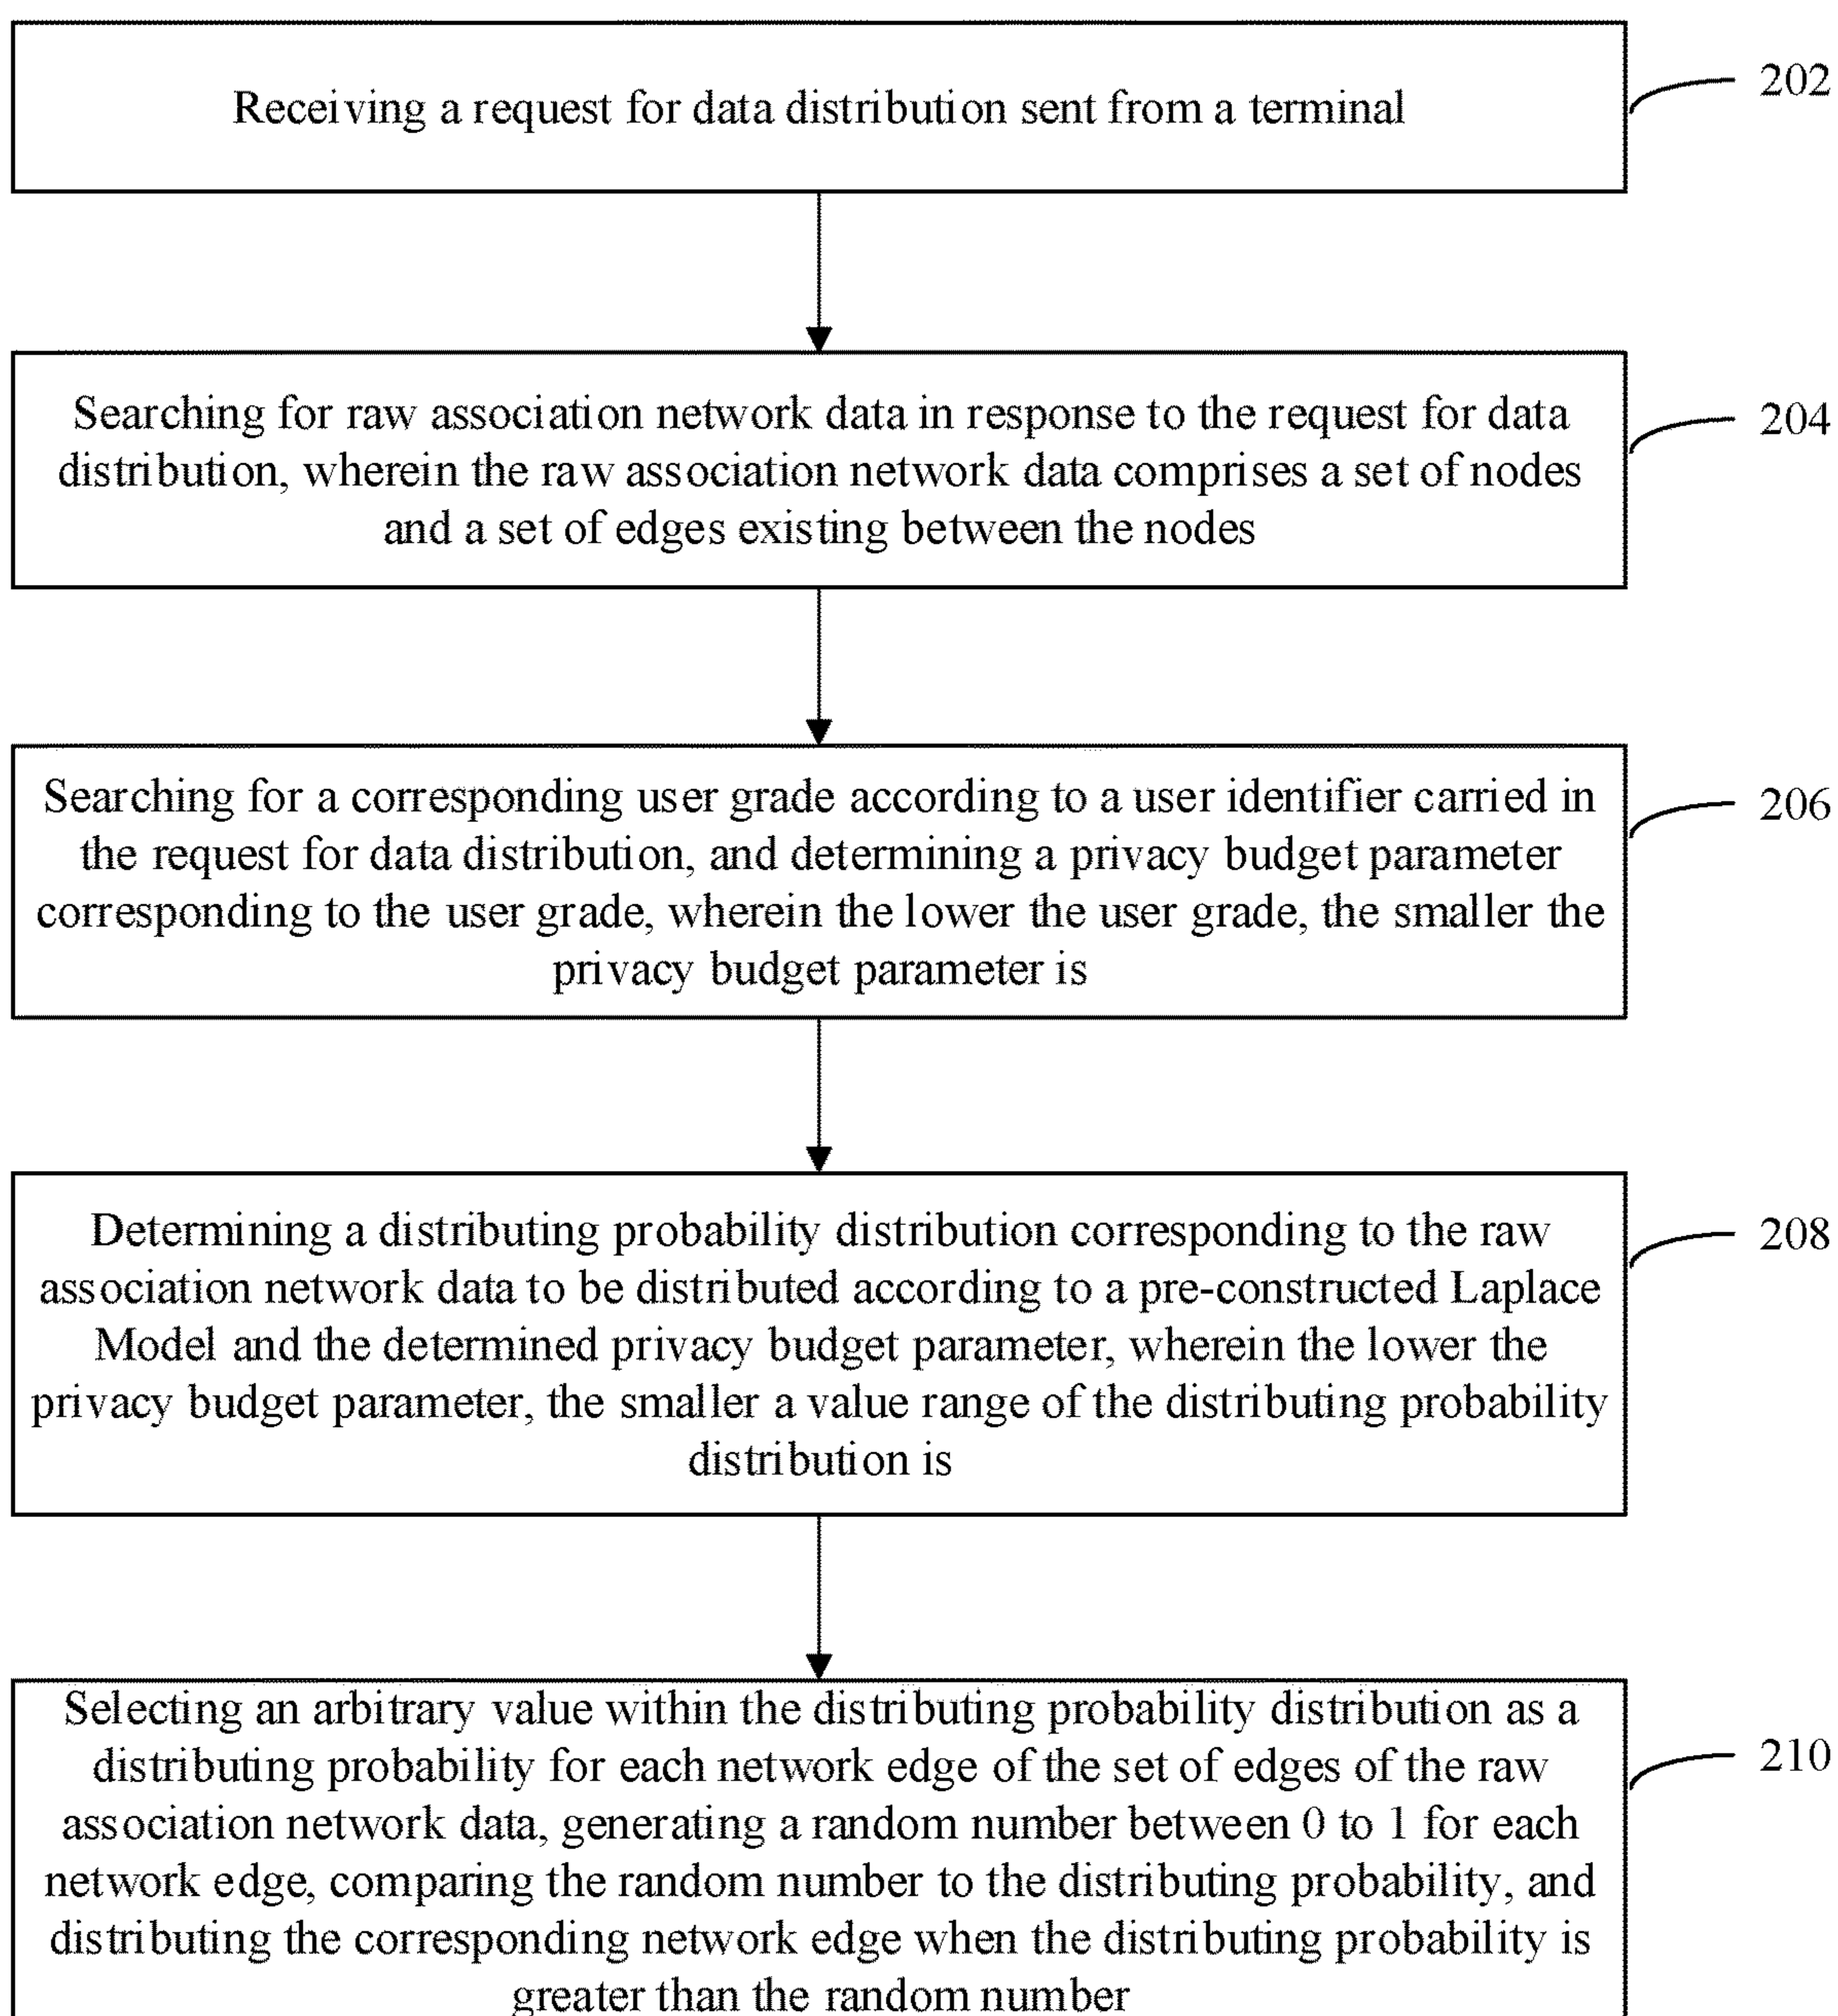 Receiving a request for data distribution sent from a terminal
202
Searching for raw association network data in response to the request for data
distribution, wherein the raw association network data comprises a set of nodes
and a set of edges existing between the nodes
204
Searching for a corresponding user grade according to a user identifier carried in
the request for data distribution, and determining a privacy budget parameter
corresponding to the user grade, wherein the lower the user grade, the smaller the
privacy budget parameter is
206
Determining a distributing probability distribution corresponding to the raw
association network data to be distributed according to a pre-constructed Laplace
Model and the determined privacy budget parameter, wherein the lower the
privacy budget parameter, the smaller a value range of the distributing probability
distribution is
208
Selecting an arbitrary value within the distributing probability distribution as a
distributing probability for each network edge of the set of edges of the raw
association network data, generating a random number between 0 to 1 for each
network edge, comparing the random number to the distributing probability, and
distributing the corresponding network edge when the distributing probability is
greater than the random number
210